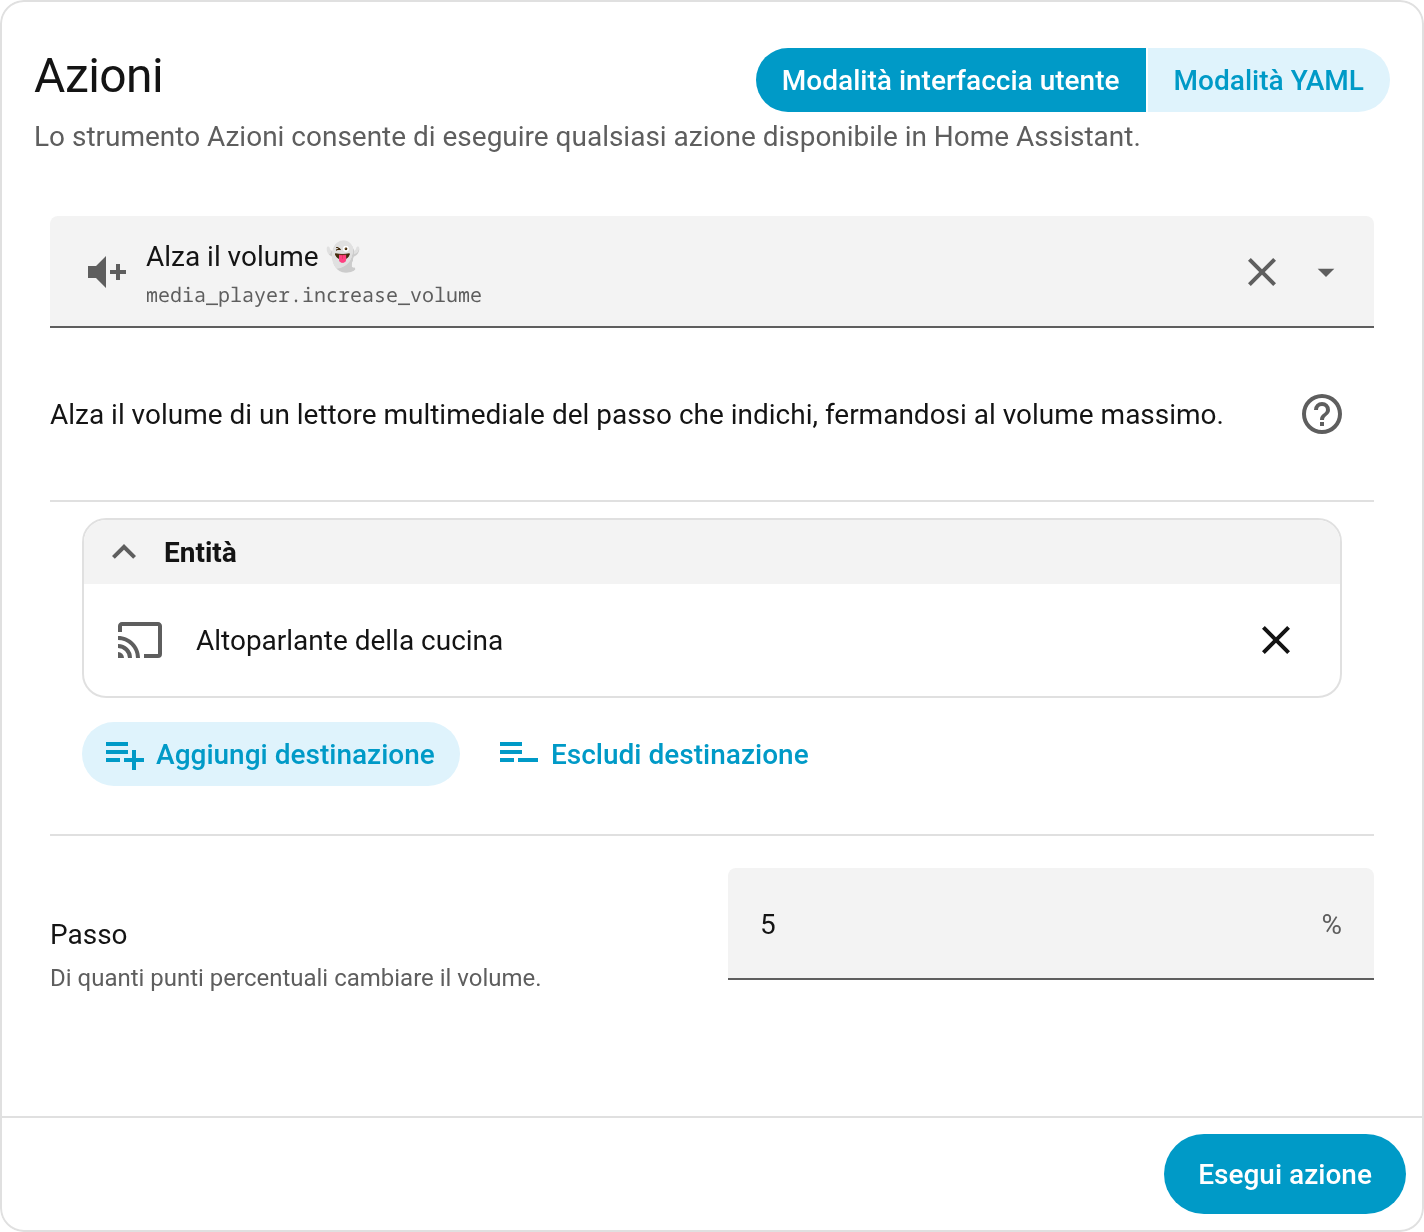 Azioni
Modalità interfaccia utente
Modalità YAML
Lo strumento Azioni consente di eseguire qualsiasi azione disponibile in Home Assistant.
Alza il volume 👻
media_player.increase_volume
Alza il volume di un lettore multimediale del passo che indichi, fermandosi al volume massimo.
Entità
Altoparlante della cucina
Aggiungi destinazione
Escludi destinazione
Passo
Di quanti punti percentuali cambiare il volume.
5
%
Esegui azione